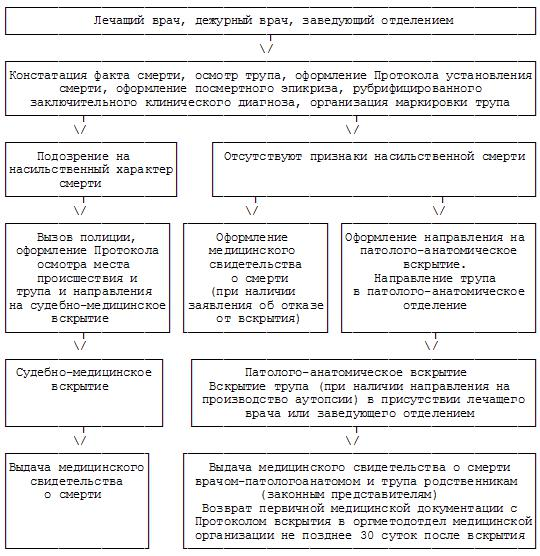 Лечащий врач, дежурный врач, заведующий отделением
Констатация факта смерти, осмотр трупа, оформление Протокола установления
смерти, оформление посмертного эпикриза, рубрифицированного
заключительного клинического диагноза, организация маркировки трупа
Подозрение на
насильственный характер
смерти
Отсутствуют признаки насильственной смерти
Вызов полиции,
оформление Протокола
осмотра места
происшествия и
трупа и направления
на судебно-медицинское
вскрытие
Оформление
медицинского
свидетельства
о смерти
(при наличии
заявления об отказе
от вскрытия)
Оформление направления на
патолого-анатомическое
вскрытие.
Направление трупа
в патолого-анатомическое
отделение
Судебно-медицинское
вскрытие
Патолого-анатомическое вскрытие
Вскрытие трупа (при наличии направления на
производство аутопсии) в присутствии лечащего
врача или заведующего отделением
Выдача медицинского
свидетельства
о смерти
Выдача медицинского свидетельства о смерти
врачом-патологоанатомом и трупа родственникам
(законным представителям)
Возврат первичной медицинской документации с
Протоколом вскрытия в оргметодотдел медицинской
организации не позднее 30 суток после вскрытия